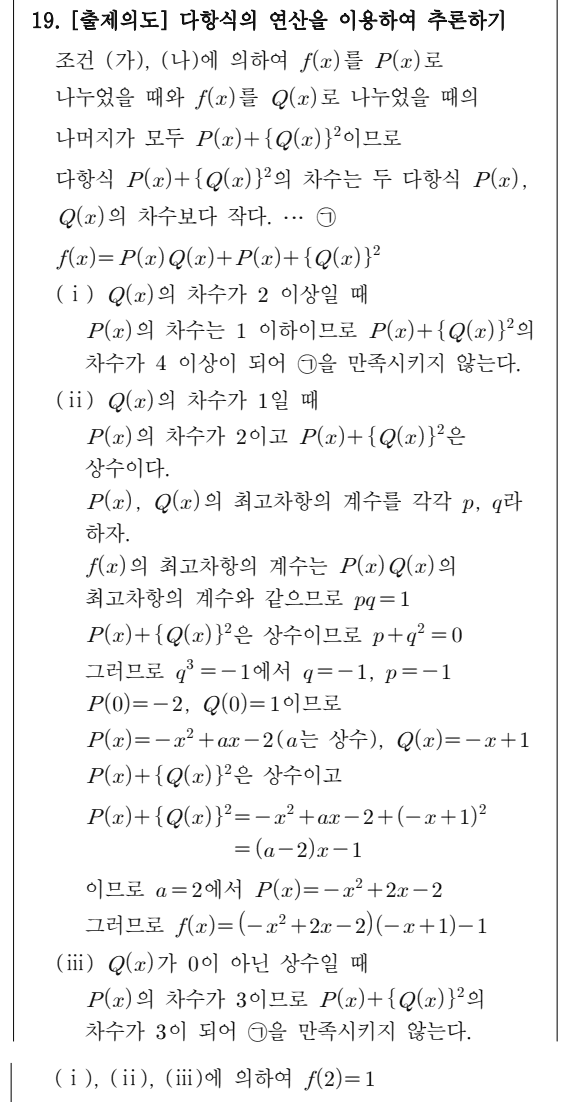 19. [출제의도] 다항식의 연산을 이용하여 추론하기
조건 (가), (나)에 의하여 f(x)를 P(x)로
나누었을 때와 f(x)를 Q(x)로 나누었을 때의
나머지가 모두 P(x)+{Q(x)}²이므로
다항식 P(x)+{Q(x)}²의 차수는 두 다항식 P(x),
Q(x)의 차수보다 작다. ⋯ ㉠
f(x)=P(x)Q(x)+P(x)+{Q(x)}²
(ⅰ) Q(x)의 차수가 2 이상일 때
P(x)의 차수는 1 이하이므로 P(x)+{Q(x)}²의
차수가 4 이상이 되어 ㉠을 만족시키지 않는다.
(ⅱ) Q(x)의 차수가 1일 때
P(x)의 차수가 2이고 P(x)+{Q(x)}²은
상수이다.
P(x), Q(x)의 최고차항의 계수를 각각 p, q라
하자.
f(x)의 최고차항의 계수는 P(x)Q(x)의
최고차항의 계수와 같으므로 pq=1
P(x)+{Q(x)}²은 상수이므로 p+q²=0
그러므로 q³=-1에서 q=-1, p=-1
P(0)=-2, Q(0)=1이므로
P(x)=-x²+ax-2(a는 상수), Q(x)=-x+1
P(x)+{Q(x)}²은 상수이고
P(x)+{Q(x)}²=-x²+ax-2+(-x+1)²
=(a-2)x-1
이므로 a=2에서 P(x)=-x²+2x-2
그러므로 f(x)=(-x²+2x-2)(-x+1)-1
(ⅲ) Q(x)가 0이 아닌 상수일 때
P(x)의 차수가 3이므로 P(x)+{Q(x)}²의
차수가 3이 되어 ㉠을 만족시키지 않는다.
(ⅰ), (ⅱ), (ⅲ)에 의하여 f(2)=1